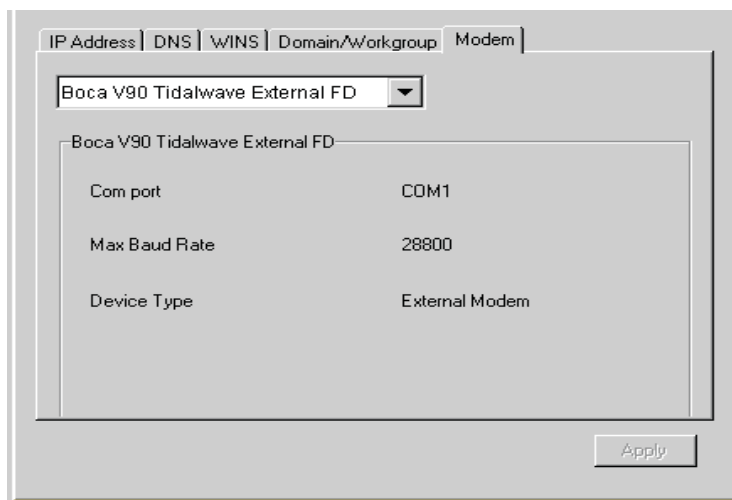 IP Address DNS WINS Domain/Workgroup Modem
Boca V90 Tidalwave External FD
Boca V90 Tidalwave External FD
Com port COM1
Max Baud Rate 28800
Device Type External Modem
Apply